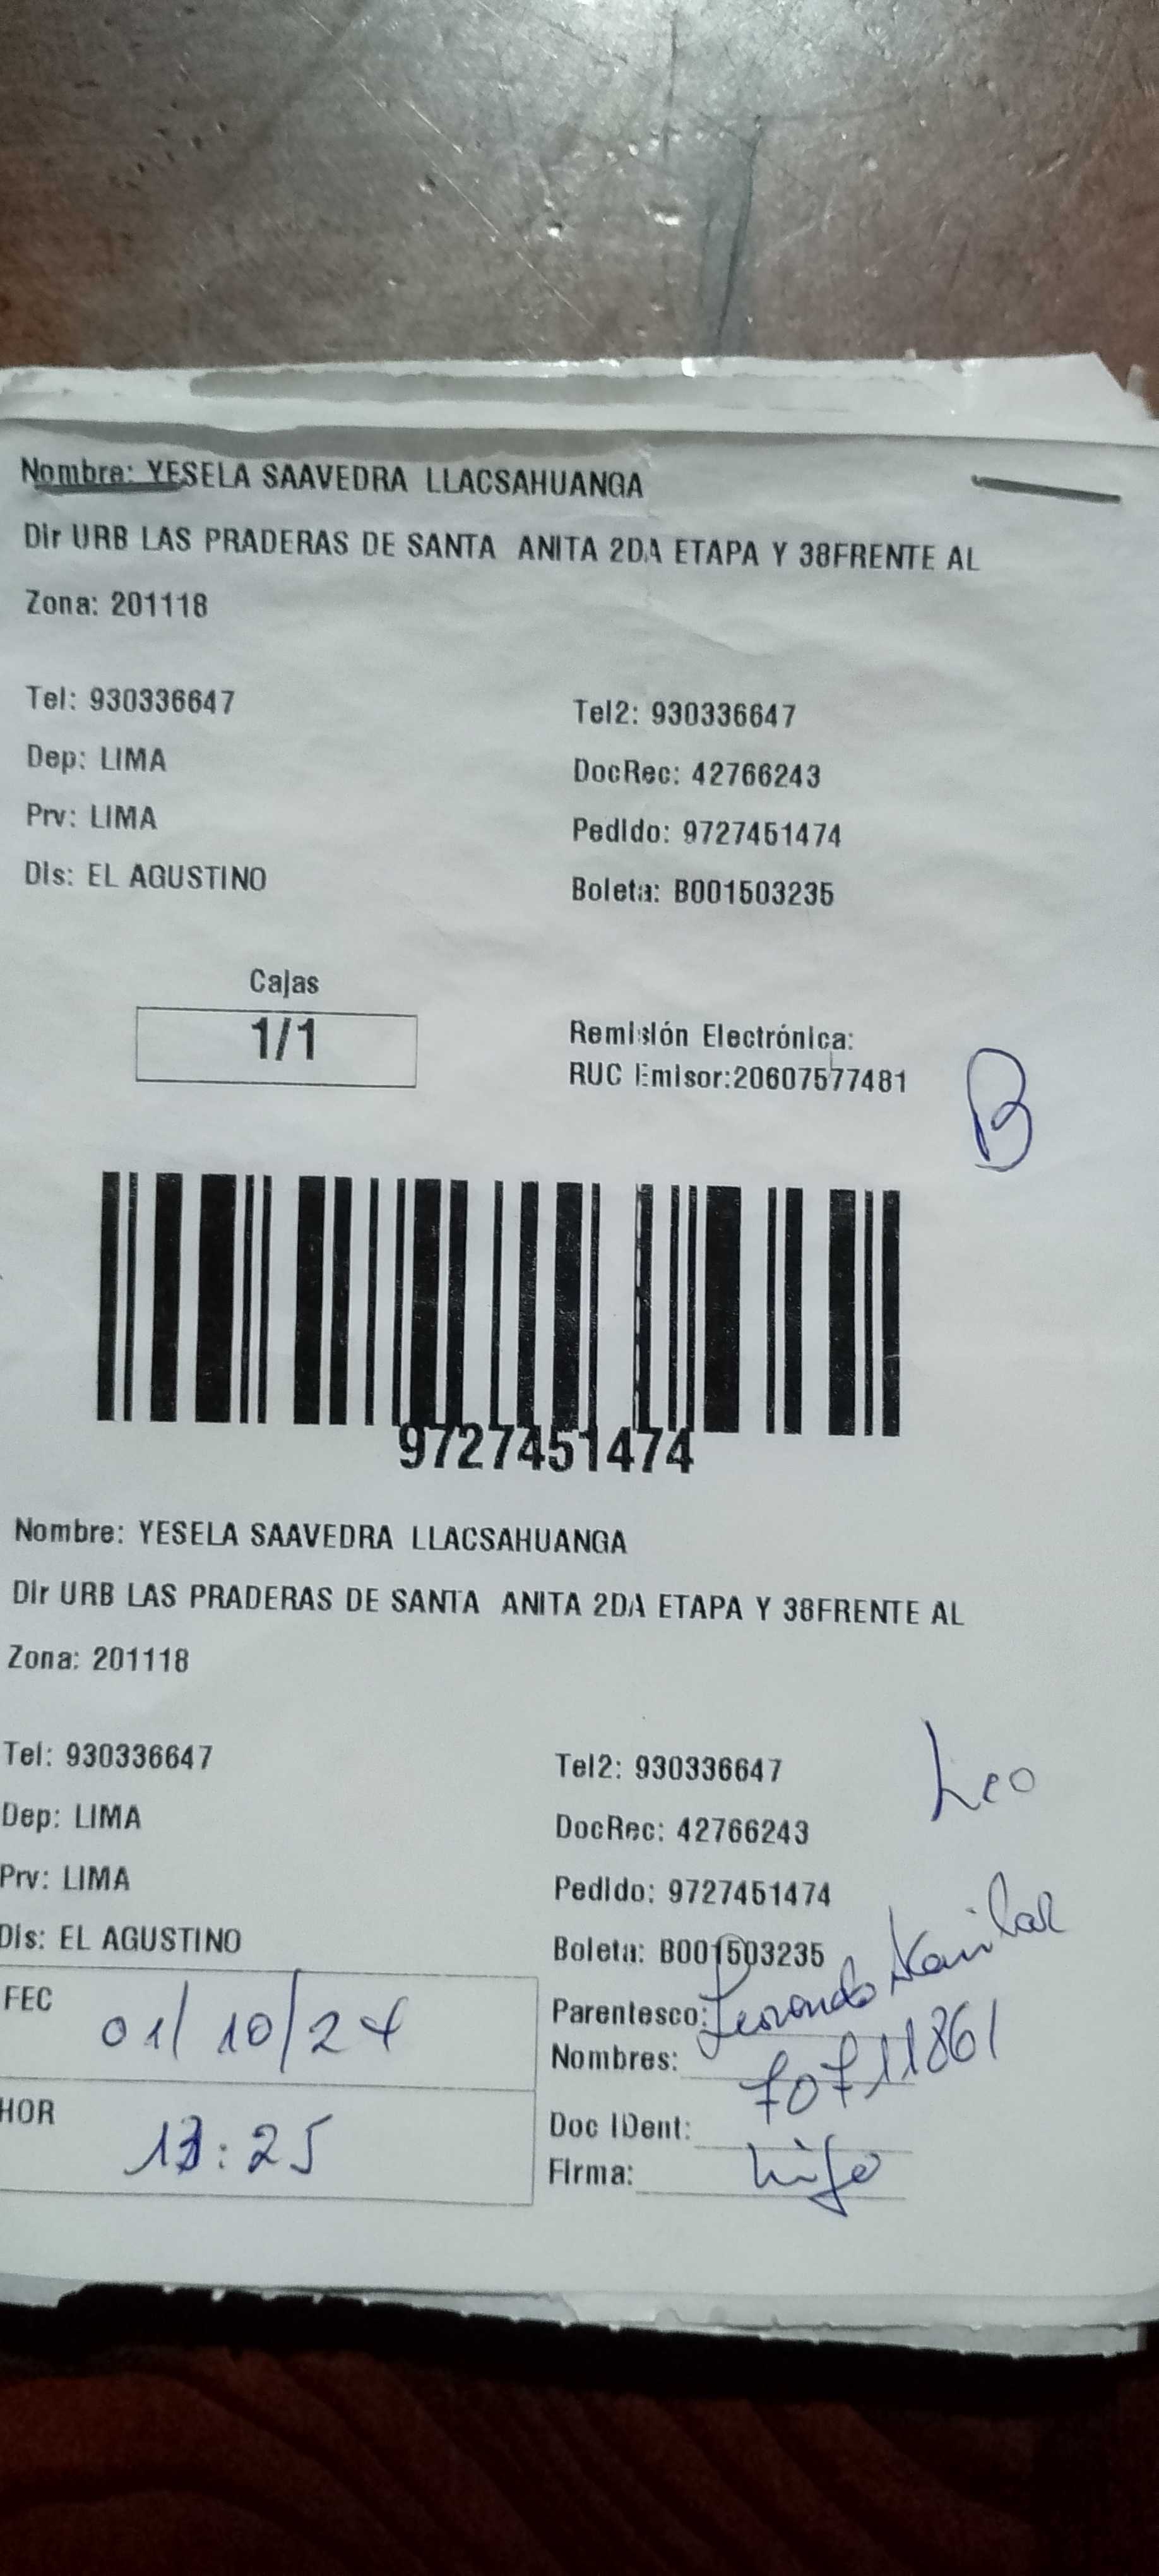 Nombre: YESELA SAAVEDRA LLACSAHUANGA
Dir URB LAS PRADERAS DE SANTA ANITA 2DA ETAPA Y 38FRENTE AL
Zona: 201118
Tel: 930336647 Tel2: 930336647
Dep: LIMA DocRec: 42766243
Prv: LIMA Pedido: 9727451474
Dis: EL AGUSTINO Boleta: B001503235
Cajas
1/1
Remisión Electrónica:
RUC Emisor:20607577481
B
9727451474
Nombre: YESELA SAAVEDRA LLACSAHUANGA
Dir URB LAS PRADERAS DE SANTA ANITA 2DA ETAPA Y 38FRENTE AL
Zona: 201118
Tel: 930336647 Tel2: 930336647
Leo
Dep: LIMA DocRec: 42766243
Prv: LIMA Pedido: 9727451474
Dis: EL AGUSTINO Boleta: B001503235
FEC 01/10/24
Parentesco:
Nombres: 70711861
HOR 13:25
Doc IDent:
Firma: